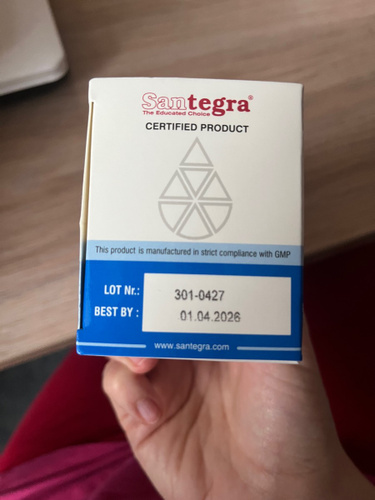 Santegra®
The Educated Choice
CERTIFIED PRODUCT
This product is manufactured in strict compliance with GMP
LOT Nr.: 301-0427
BEST BY : 01.04.2026
www.santegra.com